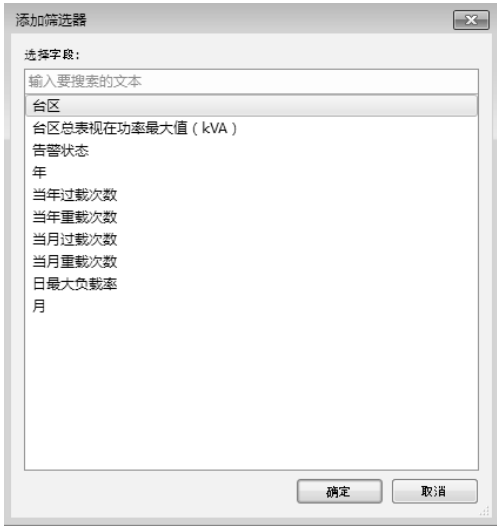 添加筛选器
选择字段:
输入要搜索的文本
台区
台区总表视在功率最大值（kVA）
告警状态
年
当年过载次数
当年重载次数
当月过载次数
当月重载次数
日最大负载率
月
确定
取消